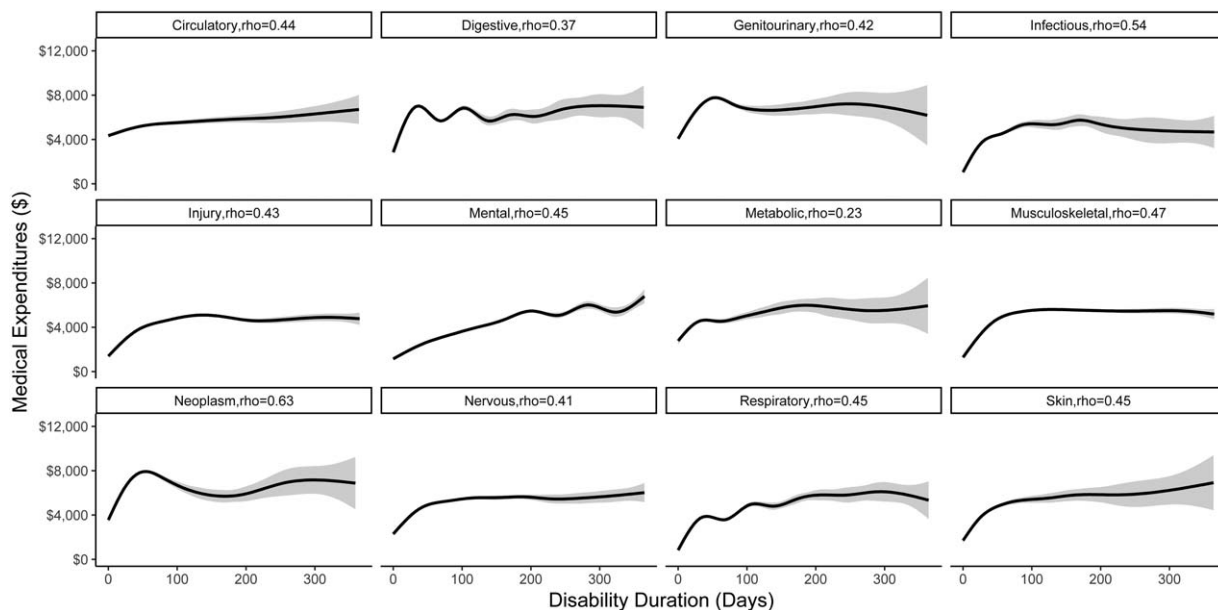 Circulatory,rho=0.44
Digestive,rho=0.37
Genitourinary,rho=0.42
Infectious,rho=0.54
$12,000
$8,000
$4,000
$0
Injury,rho=0.43
Mental,rho=0.45
Metabolic,rho=0.23
Musculoskeletal,rho=0.47
$12,000
$8,000
$4,000
$0
Medical Expenditures ($)
Neoplasm,rho=0.63
Nervous,rho=0.41
Respiratory,rho=0.45
Skin,rho=0.45
$12,000
$8,000
$4,000
$0
0 100 200 300 0 100 200 300 0 100 200 300 0 100 200 300
Disability Duration (Days)